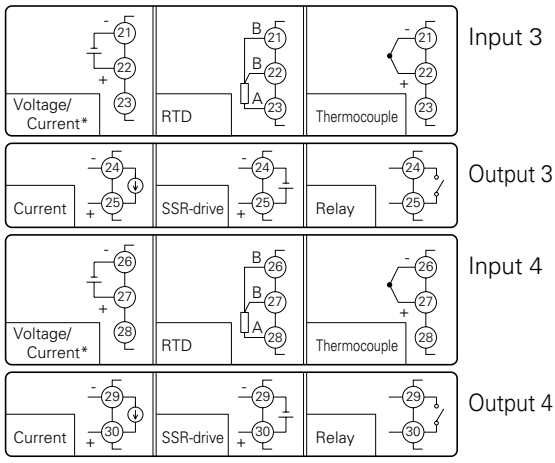 Input 3
- 21
22
+
23
Voltage/
Current*
B 21
B 22
A 23
RTD
- 21
22
+
23
Thermocouple
Output 3
- 24
+ 25
Current
- 24
+ 25
SSR-drive
24
25
Relay
Input 4
- 26
27
+
28
Voltage/
Current*
B 26
B 27
A 28
RTD
- 26
27
+
28
Thermocouple
Output 4
- 29
+ 30
Current
- 29
+ 30
SSR-drive
29
30
Relay